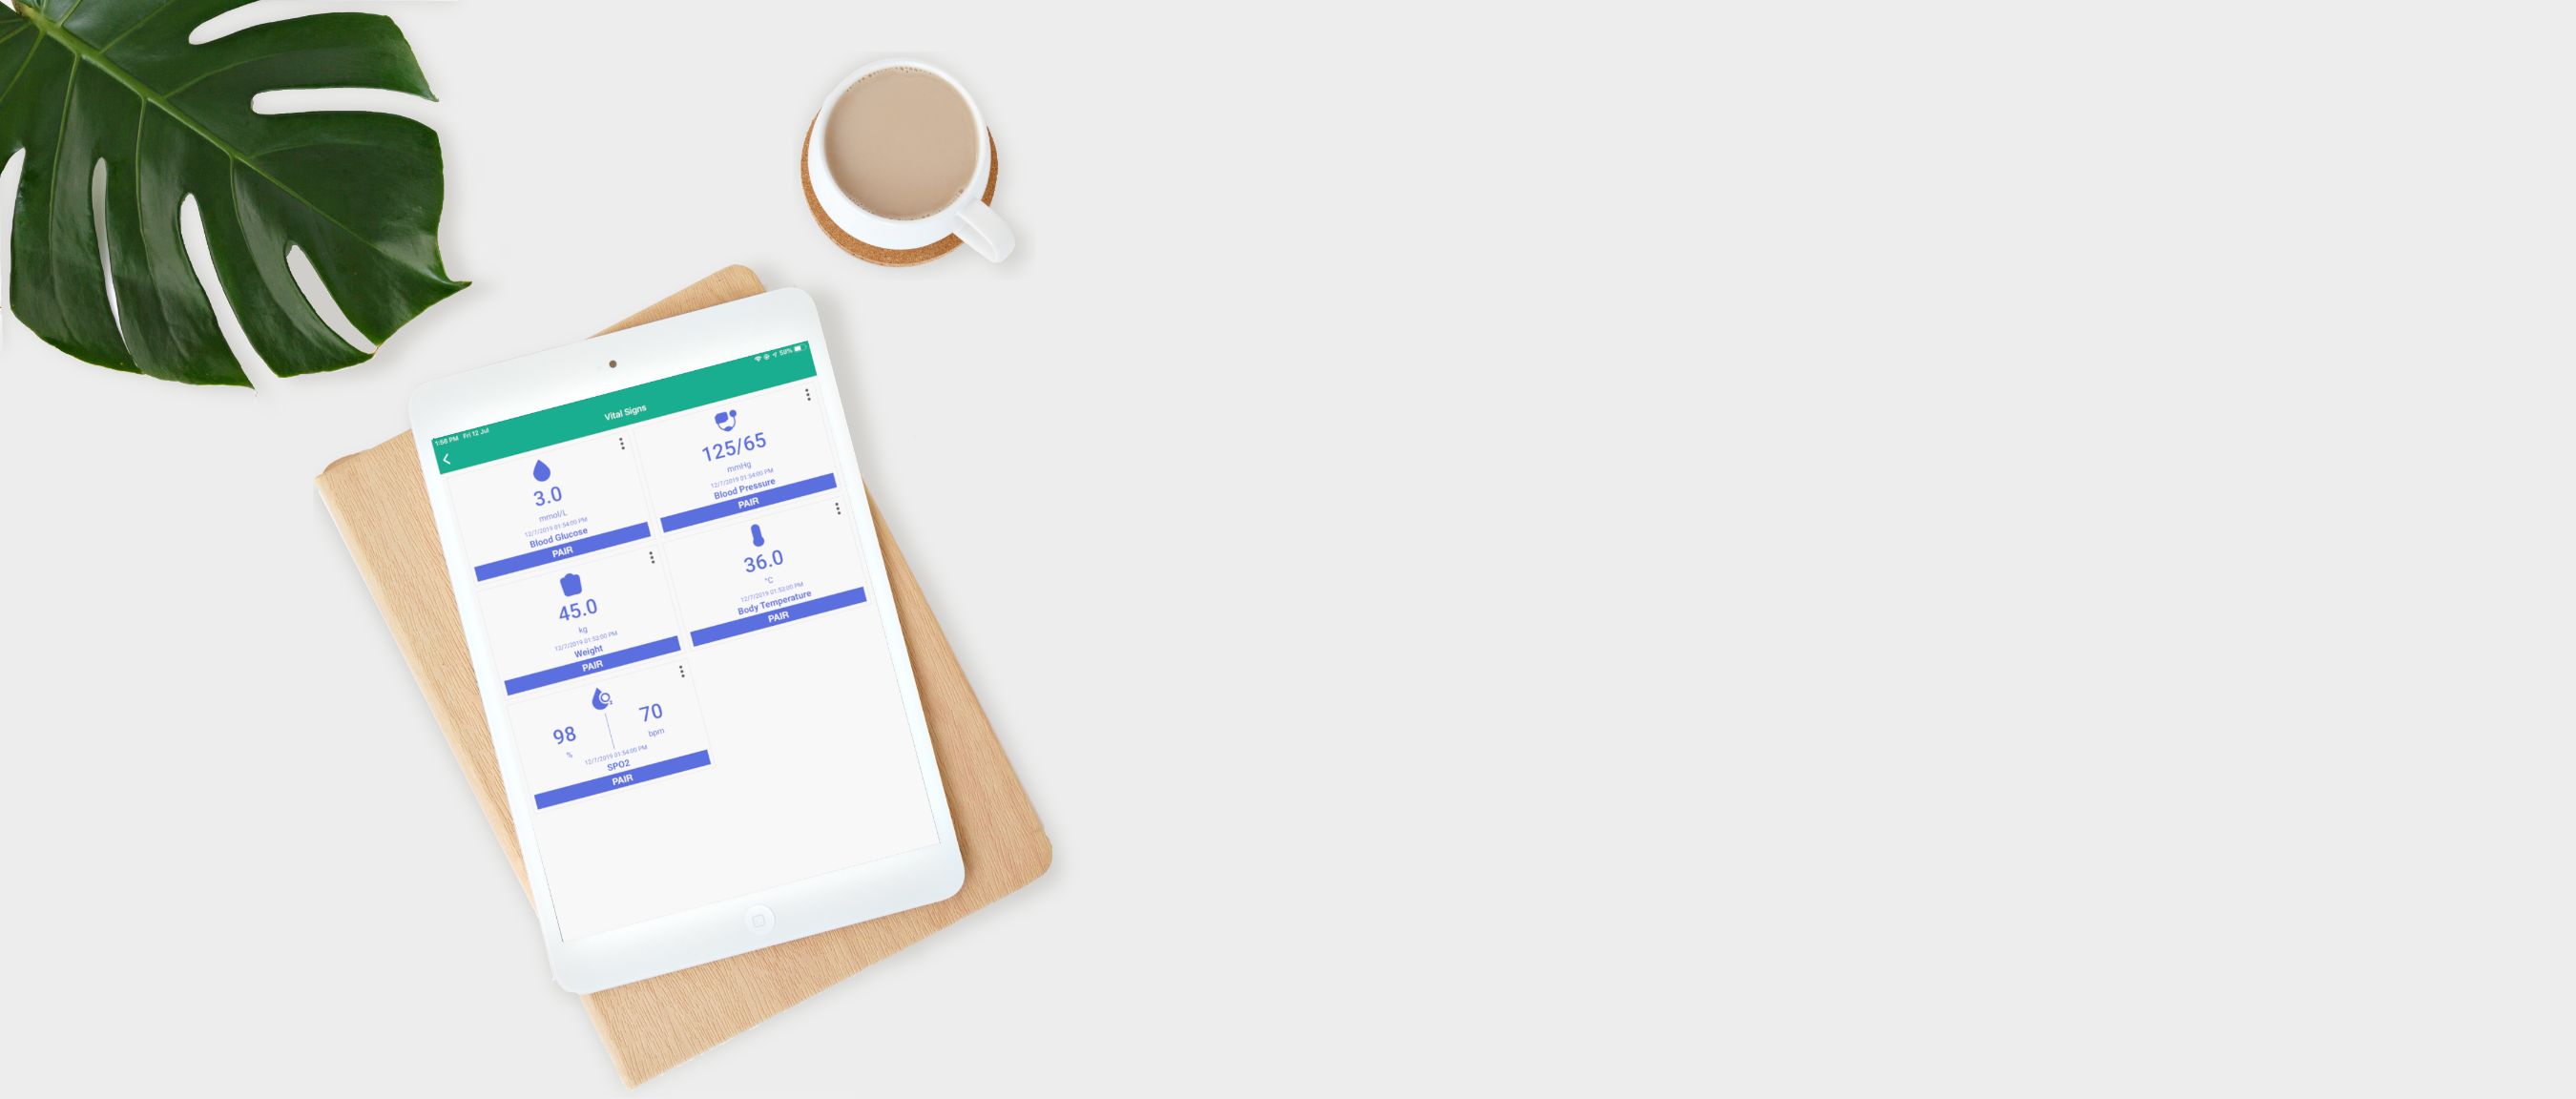 1:58 PM Fri 12 Jul
59%
Vital Signs
3.0
mmol/L
12/7/2019 01:54:00 PM
Blood Glucose
PAIR
125/65
mmHg
12/7/2019 01:54:00 PM
Blood Pressure
PAIR
45.0
kg
12/7/2019 01:53:00 PM
Weight
PAIR
36.0
°C
12/7/2019 01:53:00 PM
Body Temperature
PAIR
98
%
70
bpm
12/7/2019 01:54:00 PM
SPO2
PAIR